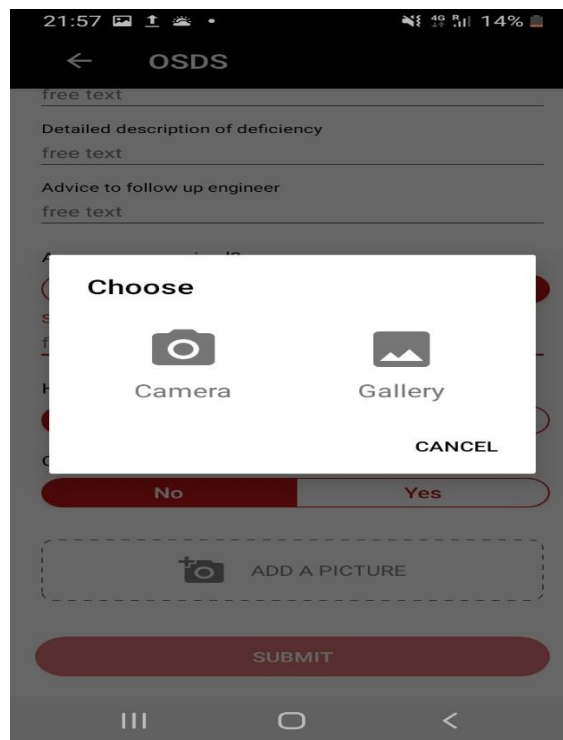 21:57 4G R 14%
OSDS
free text
Detailed description of deficiency
free text
Advice to follow up engineer
free text
Choose
Camera Gallery
CANCEL
No Yes
ADD A PICTURE
SUBMIT